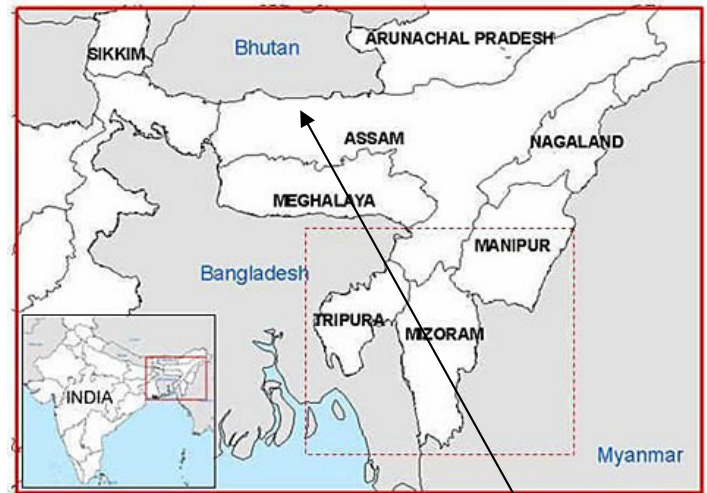 SIKKIM
Bhutan
ARUNACHAL PRADESH
ASSAM
NAGALAND
MEGHALAYA
MANIPUR
Bangladesh
TRIPURA
MIZORAM
INDIA
Myanmar